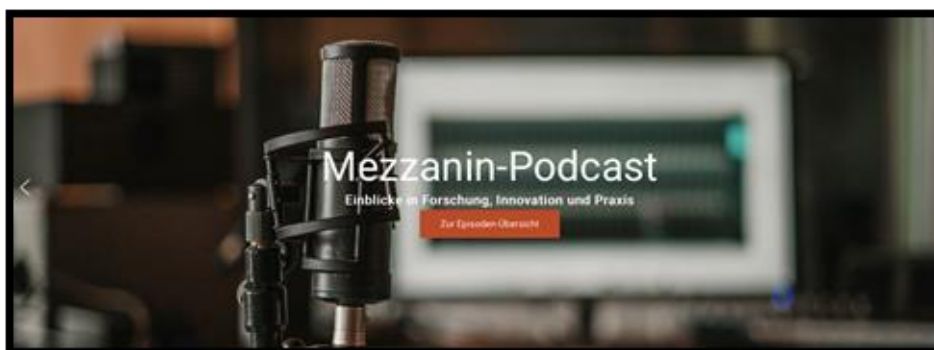 Mezzanin-Podcast
Einblicke in Forschung, Innovation und Praxis
Zur Episoden-Übersicht